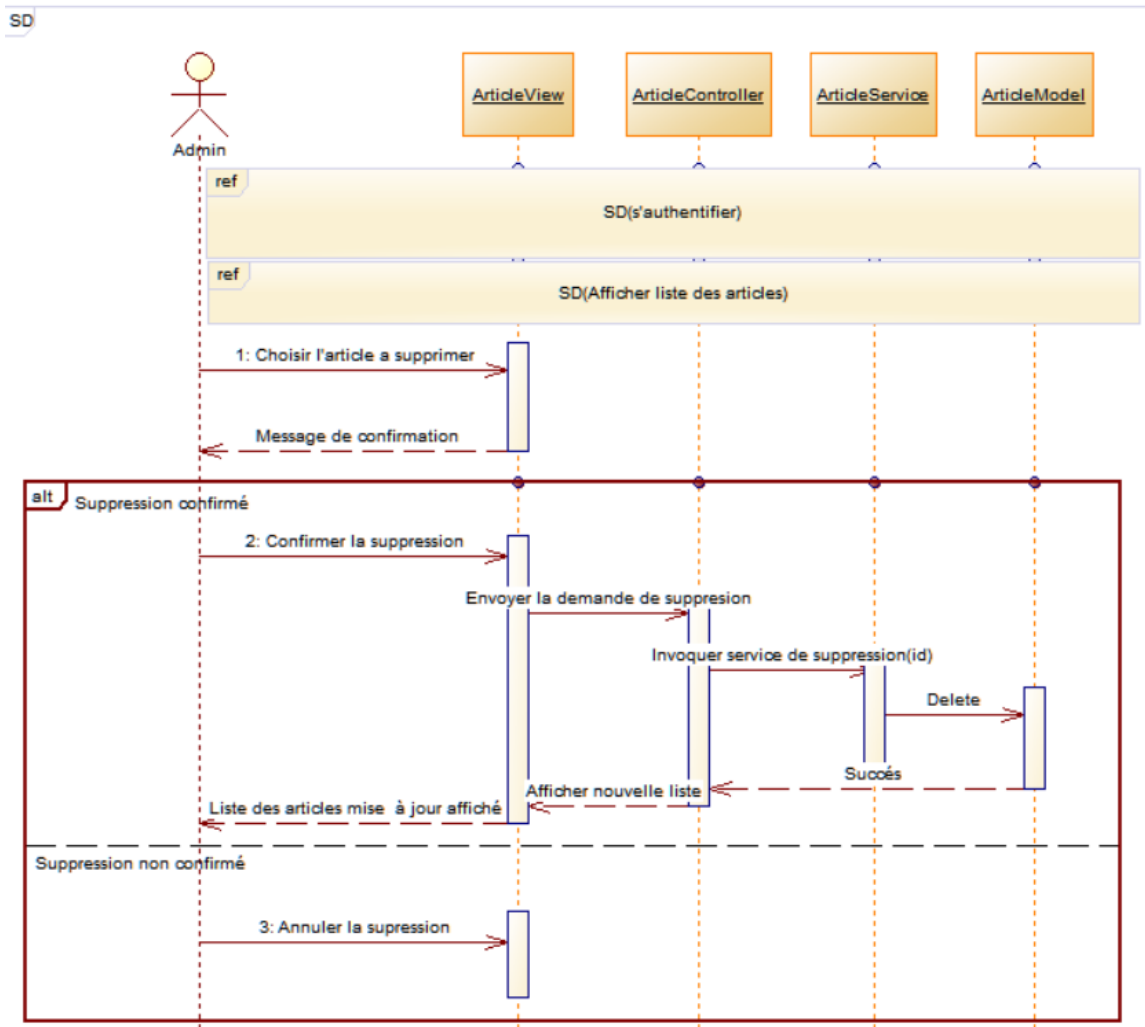 SD
Admin
ArticleView
ArticleController
ArticleService
ArticleModel
ref
SD(s'authentifier)
ref
SD(Afficher liste des articles)
1: Choisir l'article a supprimer
Message de confirmation
alt
Suppression confirmé
2: Confirmer la suppression
Envoyer la demande de suppresion
Invoquer service de suppression(id)
Delete
Succés
Afficher nouvelle liste
Liste des articles mise à jour affiché
Suppression non confirmé
3: Annuler la supression